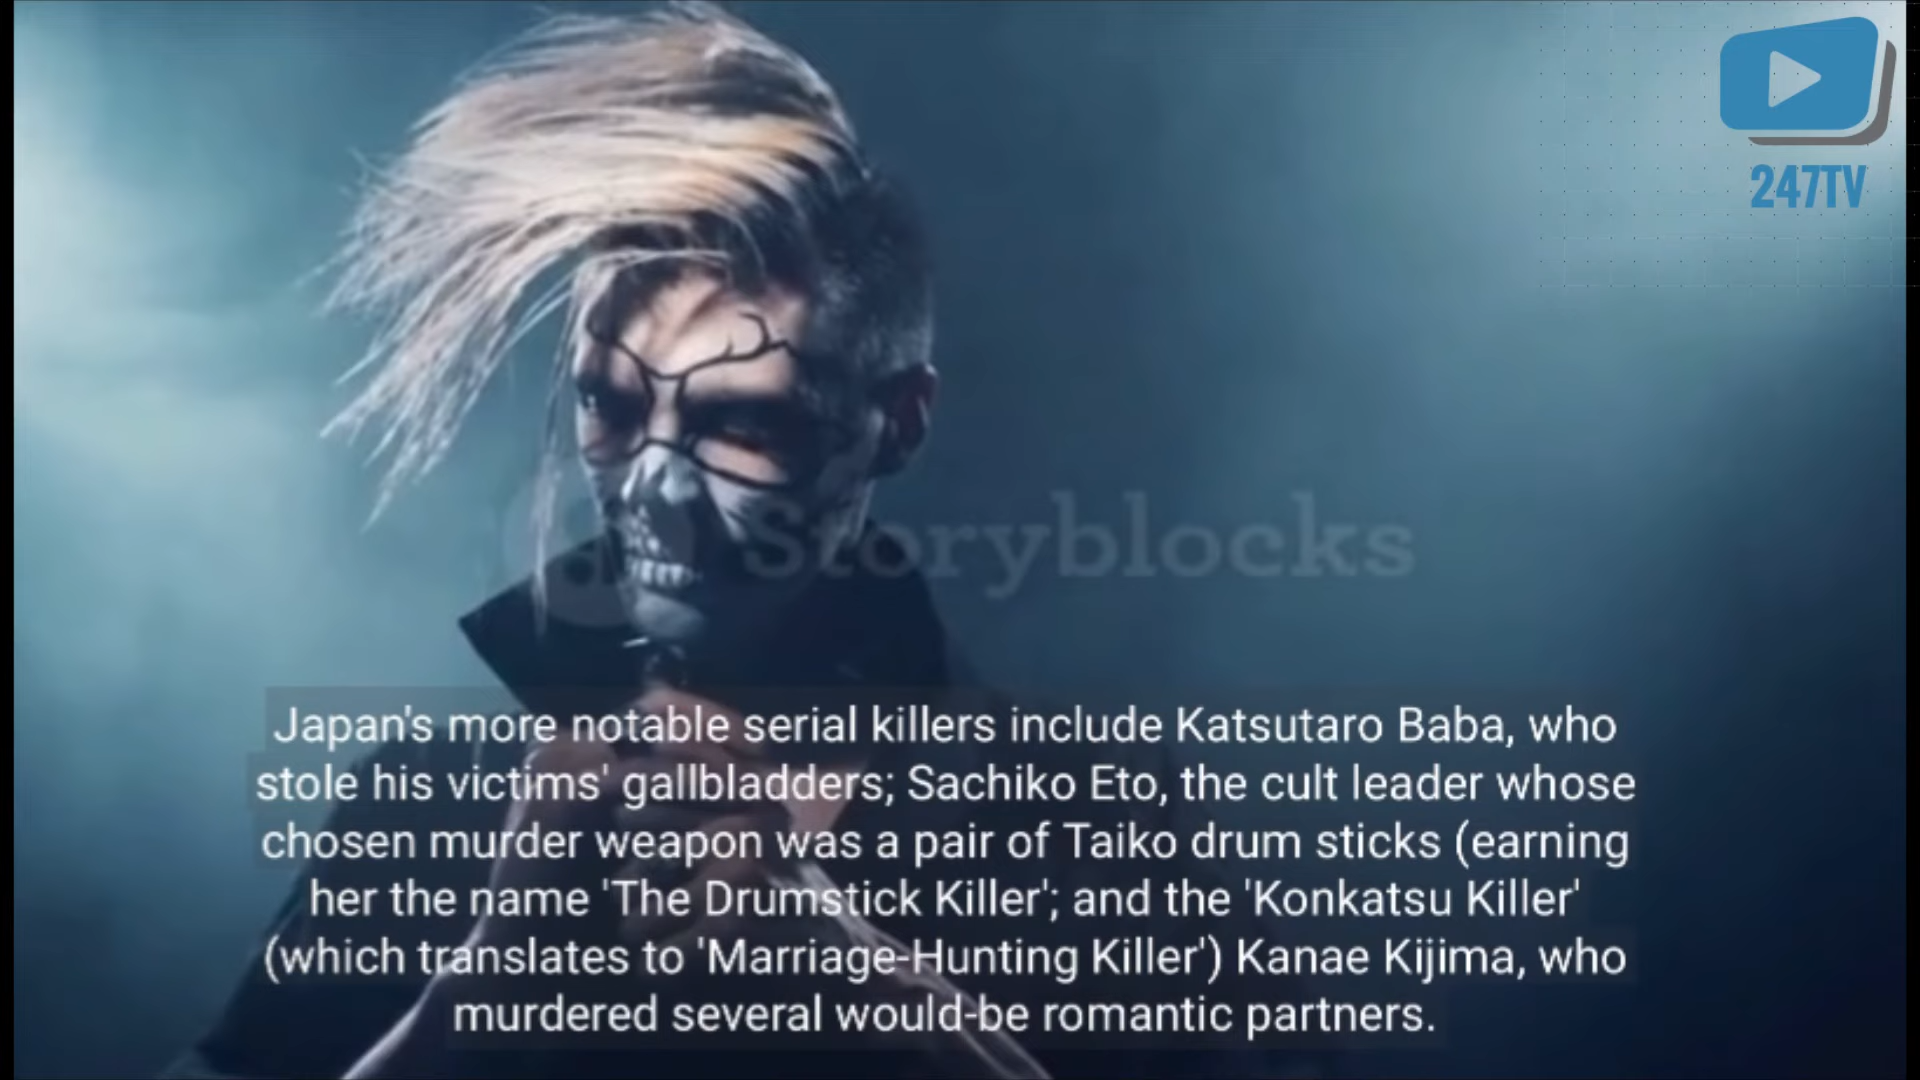 247TV
Storyblocks
Japan's more notable serial killers include Katsutaro Baba, who
stole his victims' gallbladders; Sachiko Eto, the cult leader whose
chosen murder weapon was a pair of Taiko drum sticks (earning
her the name 'The Drumstick Killer'; and the 'Konkatsu Killer'
(which translates to 'Marriage-Hunting Killer') Kanae Kijima, who
murdered several would-be romantic partners.